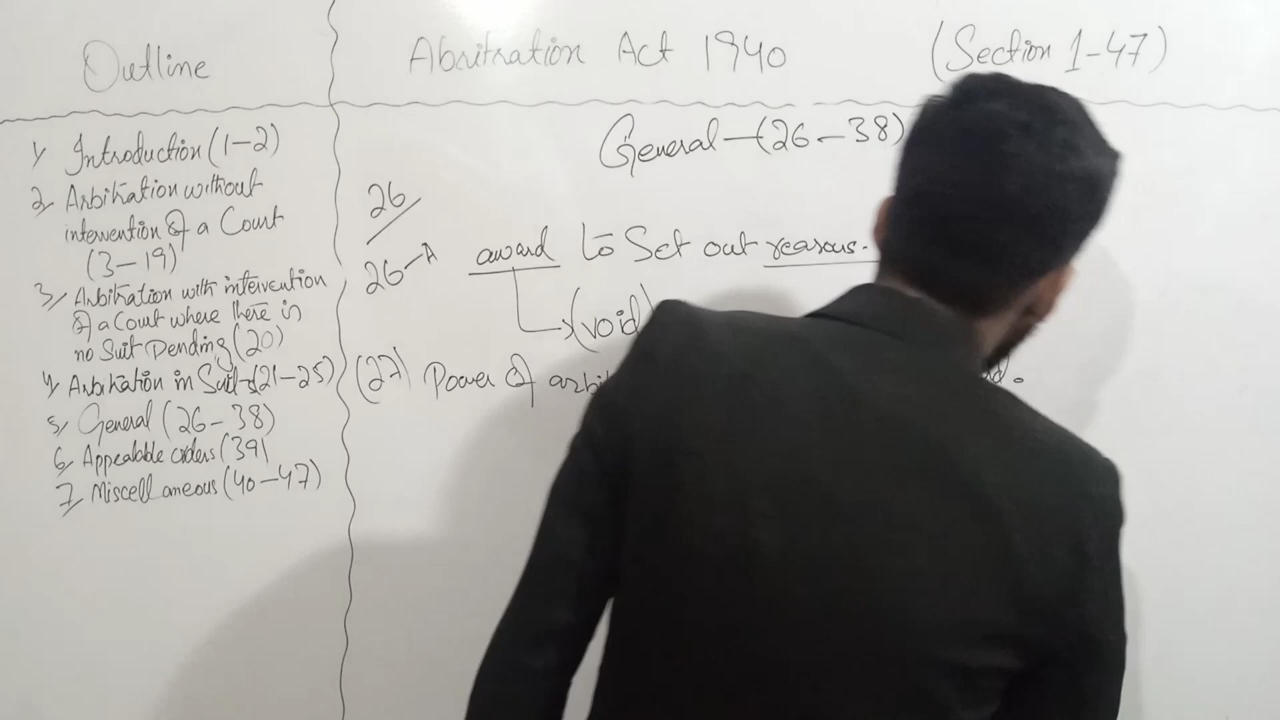 Outline
Abritration Act 1940
(Section 1-47)
1, Introduction (1-2)
2, Arbitration without
intervention of a Court
(3-19)
3, Arbitration with intervention
of a Court where there is
no Suit Pending (20)
4, Arbitration in Suit (21-25)
5, General (26-38)
6, Appealable orders (39)
7, Miscellaneous (40-47)
General-(26-38)
26
26-A award to Set out reasons.
(void)
(27) Power of